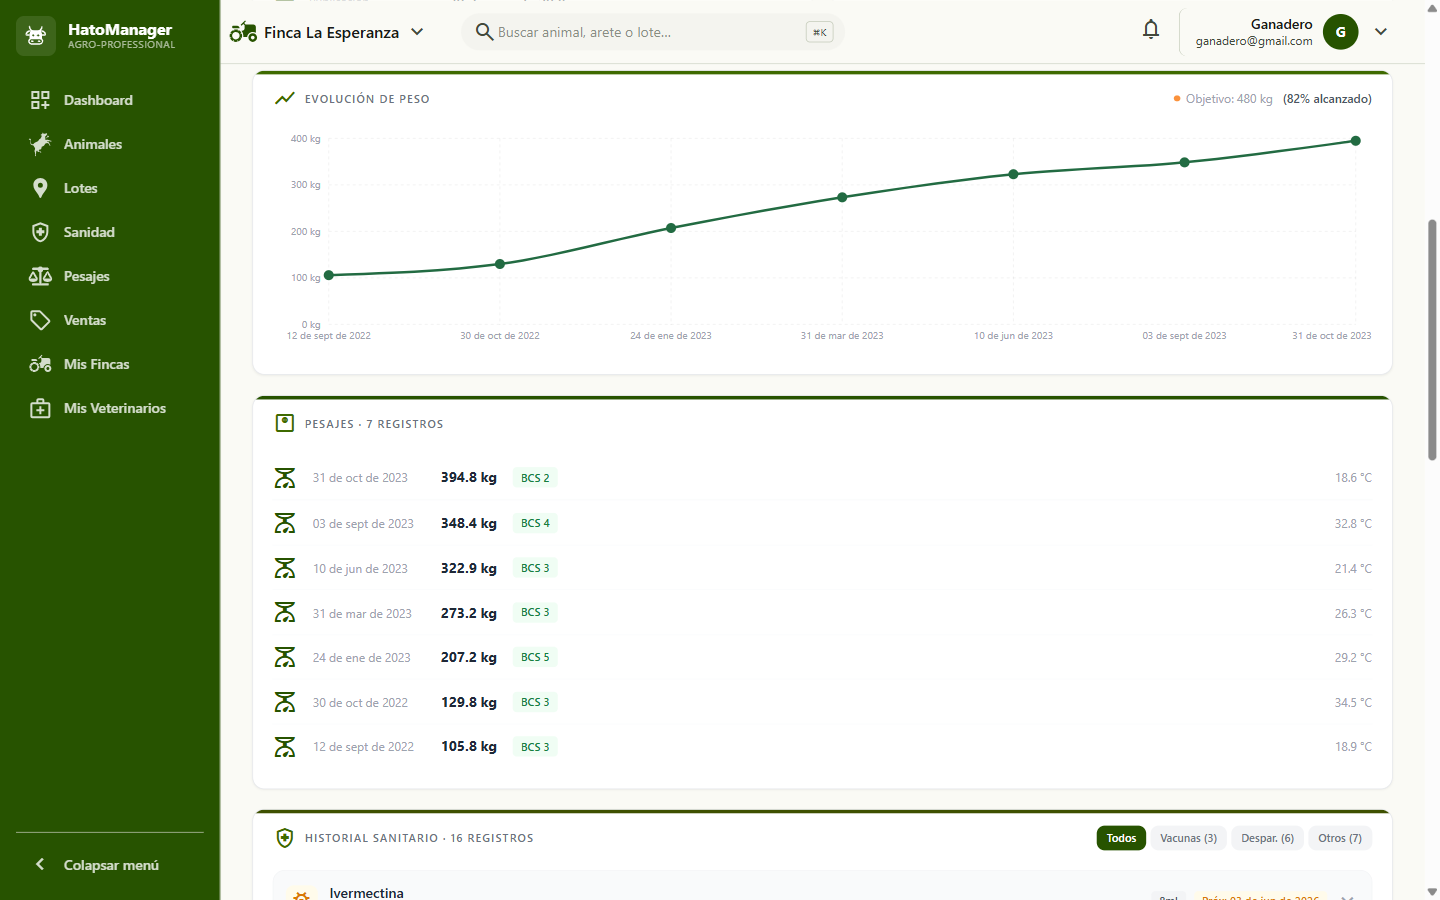 HatoManager
AGRO-PROFESSIONAL
Dashboard
Animales
Lotes
Sanidad
Pesajes
Ventas
Mis Fincas
Mis Veterinarios
Colapsar menú
Finca La Esperanza
Buscar animal, arete o lote...
⌘K
Ganadero
ganadero@gmail.com
G
EVOLUCIÓN DE PESO
Objetivo: 480 kg (82% alcanzado)
400 kg
300 kg
200 kg
100 kg
0 kg
12 de sept de 2022
30 de oct de 2022
24 de ene de 2023
31 de mar de 2023
10 de jun de 2023
03 de sept de 2023
31 de oct de 2023
PESAJES · 7 REGISTROS
31 de oct de 2023 394.8 kg BCS 2 18.6 °C
03 de sept de 2023 348.4 kg BCS 4 32.8 °C
10 de jun de 2023 322.9 kg BCS 3 21.4 °C
31 de mar de 2023 273.2 kg BCS 3 26.3 °C
24 de ene de 2023 207.2 kg BCS 5 29.2 °C
30 de oct de 2022 129.8 kg BCS 3 34.5 °C
12 de sept de 2022 105.8 kg BCS 3 18.9 °C
HISTORIAL SANITARIO · 16 REGISTROS
Todos
Vacunas (3)
Despar. (6)
Otros (7)
Ivermectina